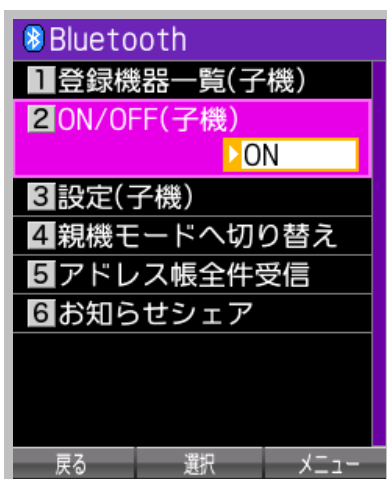 Bluetooth
1登録機器一覧(子機)
2ON/OFF(子機)
ON
3設定(子機)
4親機モードへ切り替え
5アドレス帳全件受信
6お知らせシェア
戻る 選択 メニュー